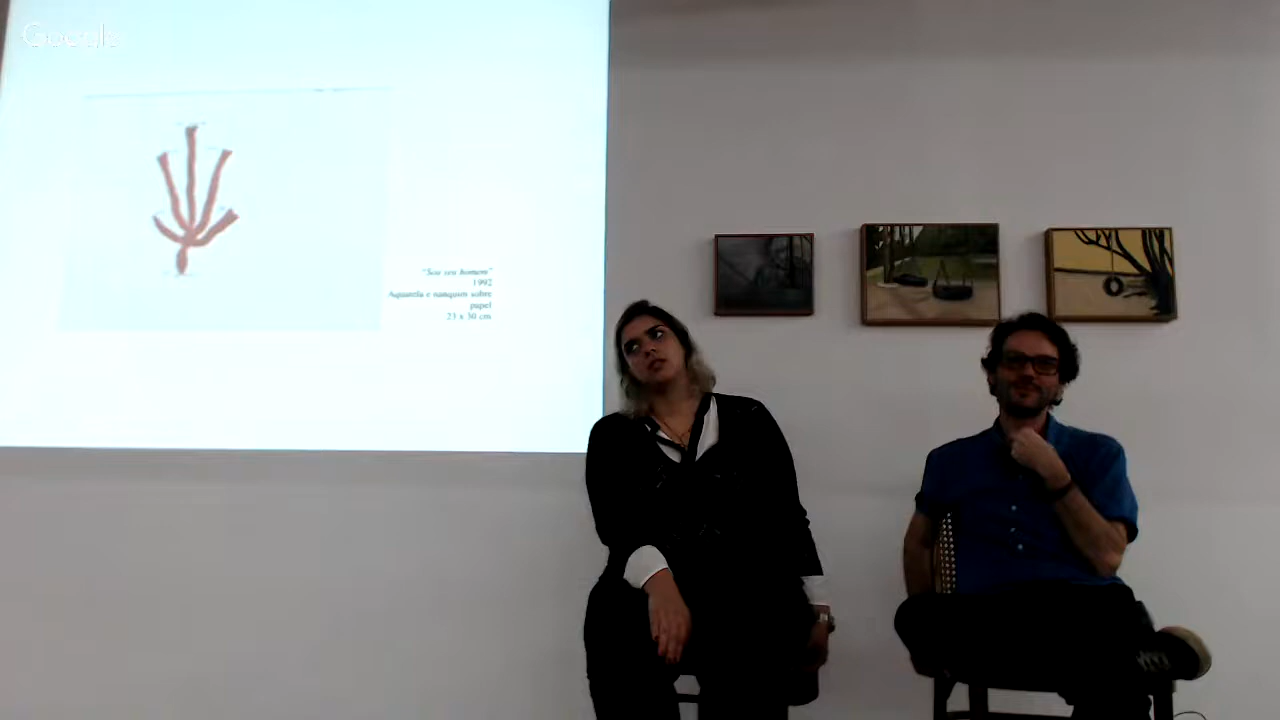 Google
"Sou seu homem"
1992
Aquarela e nanquim sobre
papel
23 x 30 cm